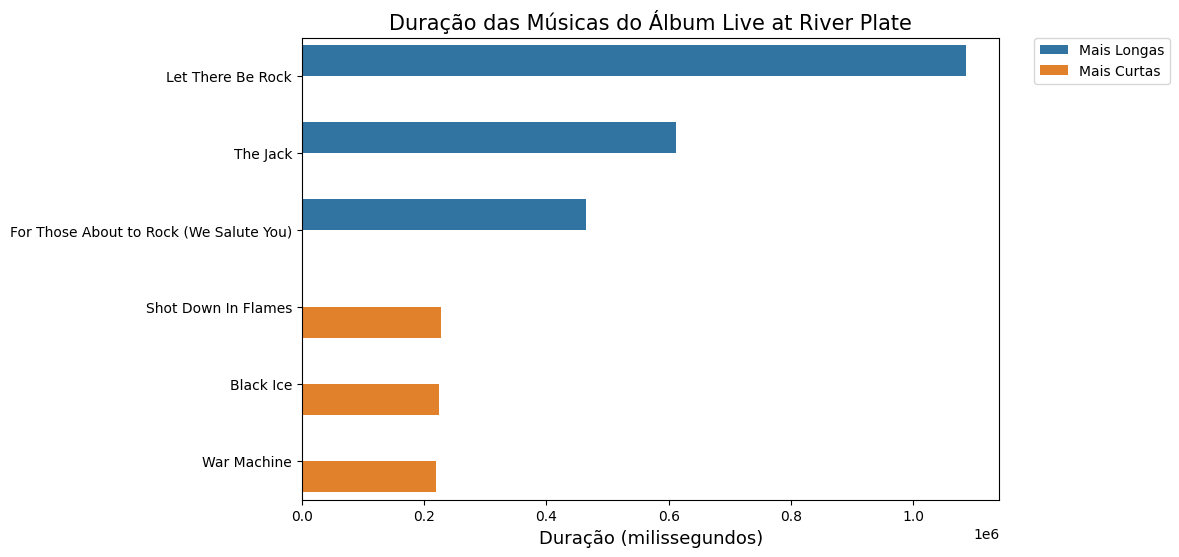 Duração das Músicas do Álbum Live at River Plate
Mais Longas
Mais Curtas
Let There Be Rock
The Jack
For Those About to Rock (We Salute You)
Shot Down In Flames
Black Ice
War Machine
0.0 0.2 0.4 0.6 0.8 1.0
1e6
Duração (milissegundos)